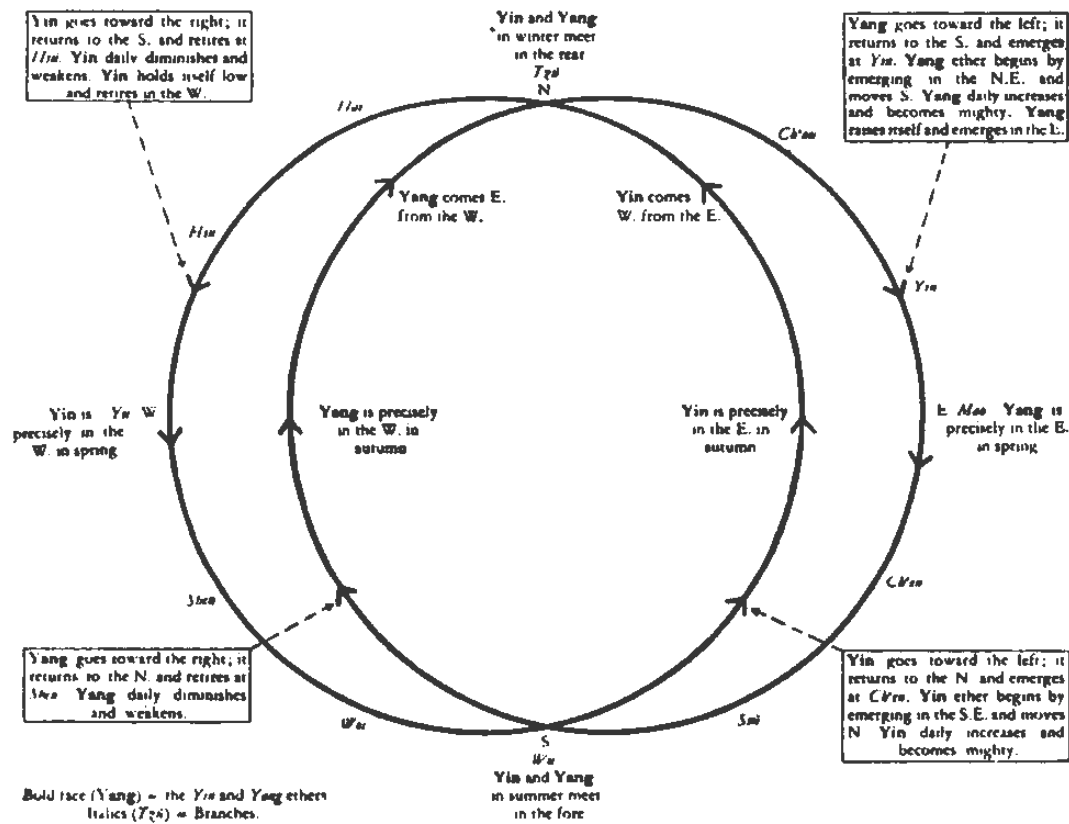 Yin goes toward the right; it
returns to the S. and retires at
Hsü. Yin daily diminishes and
weakens. Yin holds itself low
and retires in the W.
Yin and Yang
in winter meet
in the rear
Tzŭ
N
Yang goes toward the left; it
returns to the S. and emerges
at Yin. Yang ether begins by
emerging in the N.E. and
moves S. Yang daily increases
and becomes mighty. Yang
raises itself and emerges in the E.
Ch'ou
Yang comes E.
from the W.
Yin comes
W. from the E.
Hsü
Yin
Yin is Yu W
precisely in the
W. in spring
Yang is precisely
in the W. in
autumn
Yin is precisely
in the E. in
autumn
E Mao Yang is
precisely in the E.
in spring
Shen
Ch'en
Yang goes toward the right; it
returns to the N. and retires at
Shen Yang daily diminishes
and weakens.
Wei
S
Wu
Yin and Yang
in summer meet
in the fore
Ssŭ
Yin goes toward the left; it
returns to the N and emerges
at Ch'en. Yin ether begins by
emerging in the S.E. and moves
N Yin daily increases and
becomes mighty.
Bold face (Yang) = the Yin and Yang ethers
Italics (Tzŭ) = Branches.